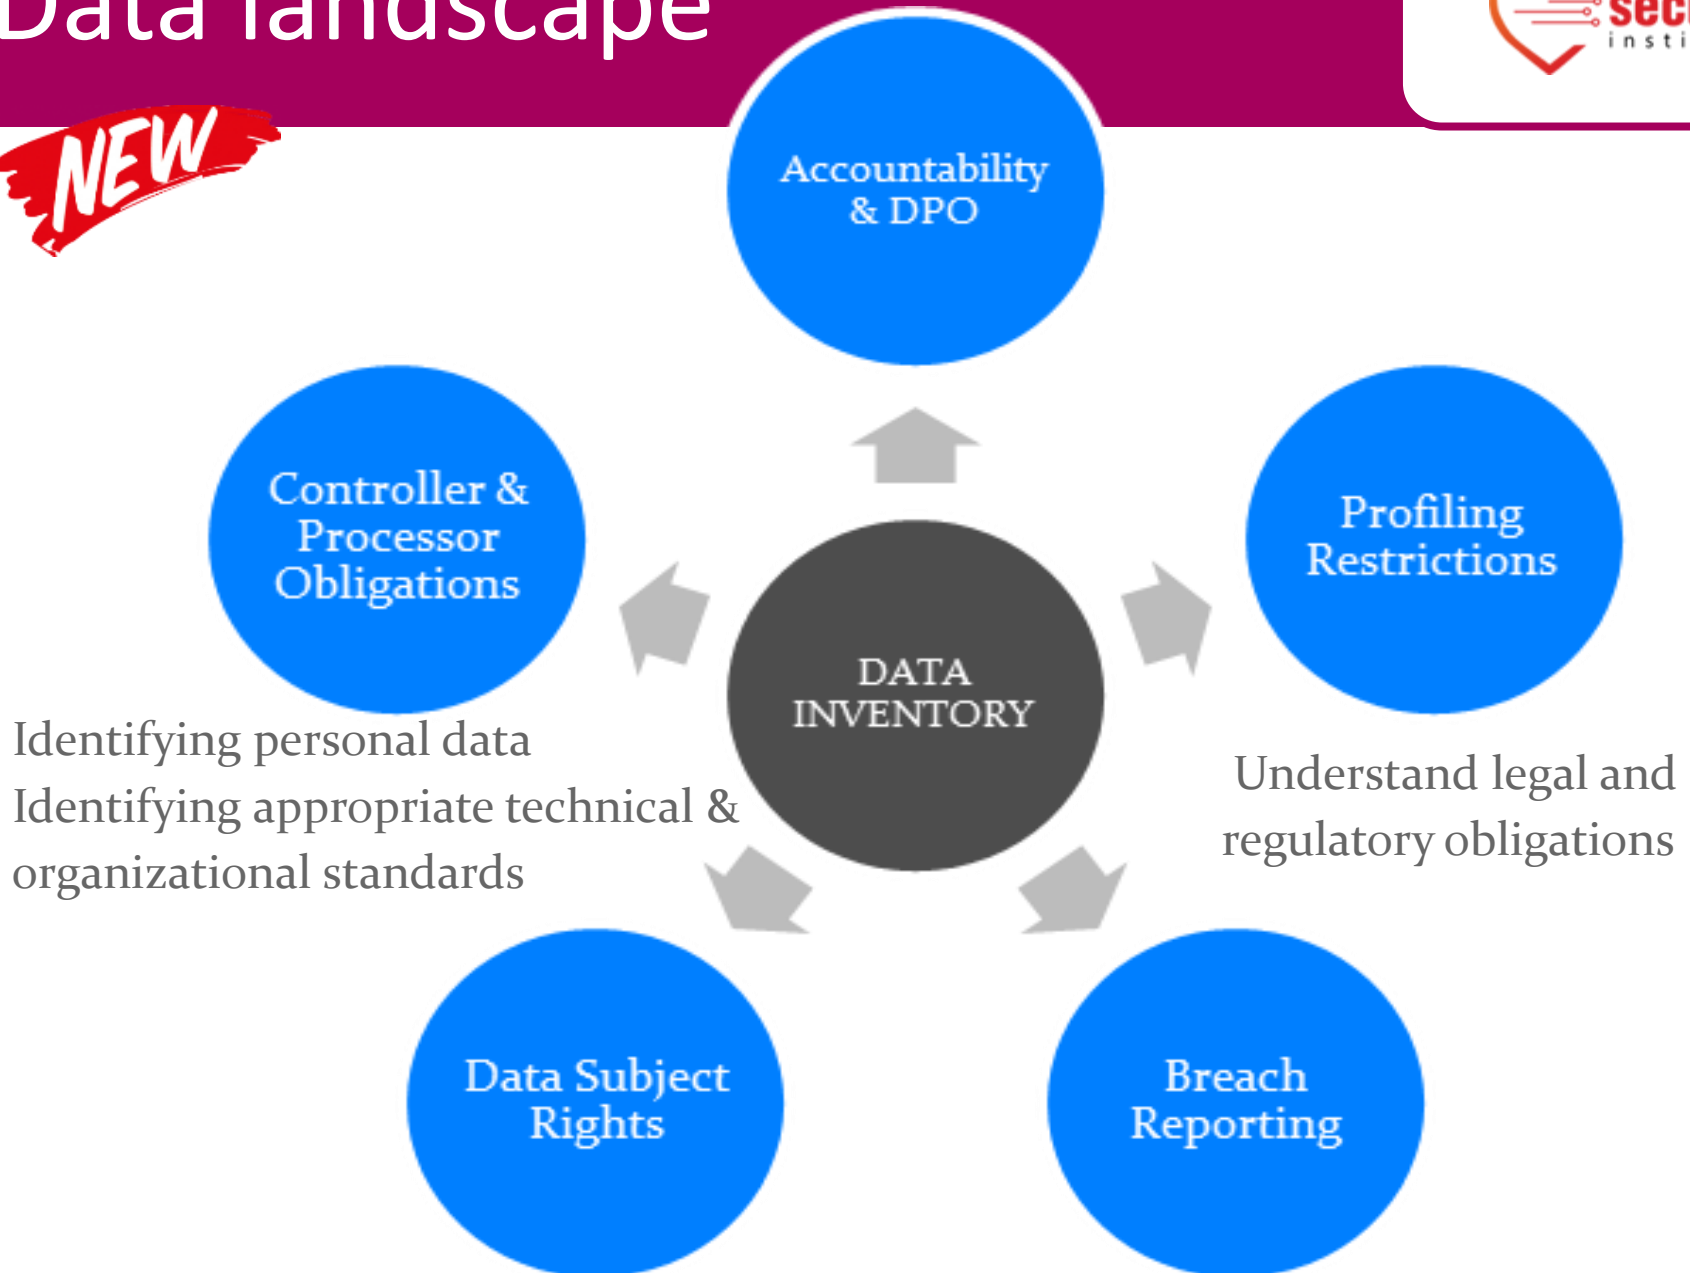 Data landscape
NEW
Accountability
& DPO
Controller &
Processor
Obligations
Profiling
Restrictions
DATA
INVENTORY
Identifying personal data
Identifying appropriate technical &
organizational standards
Understand legal and
regulatory obligations
Data Subject
Rights
Breach
Reporting